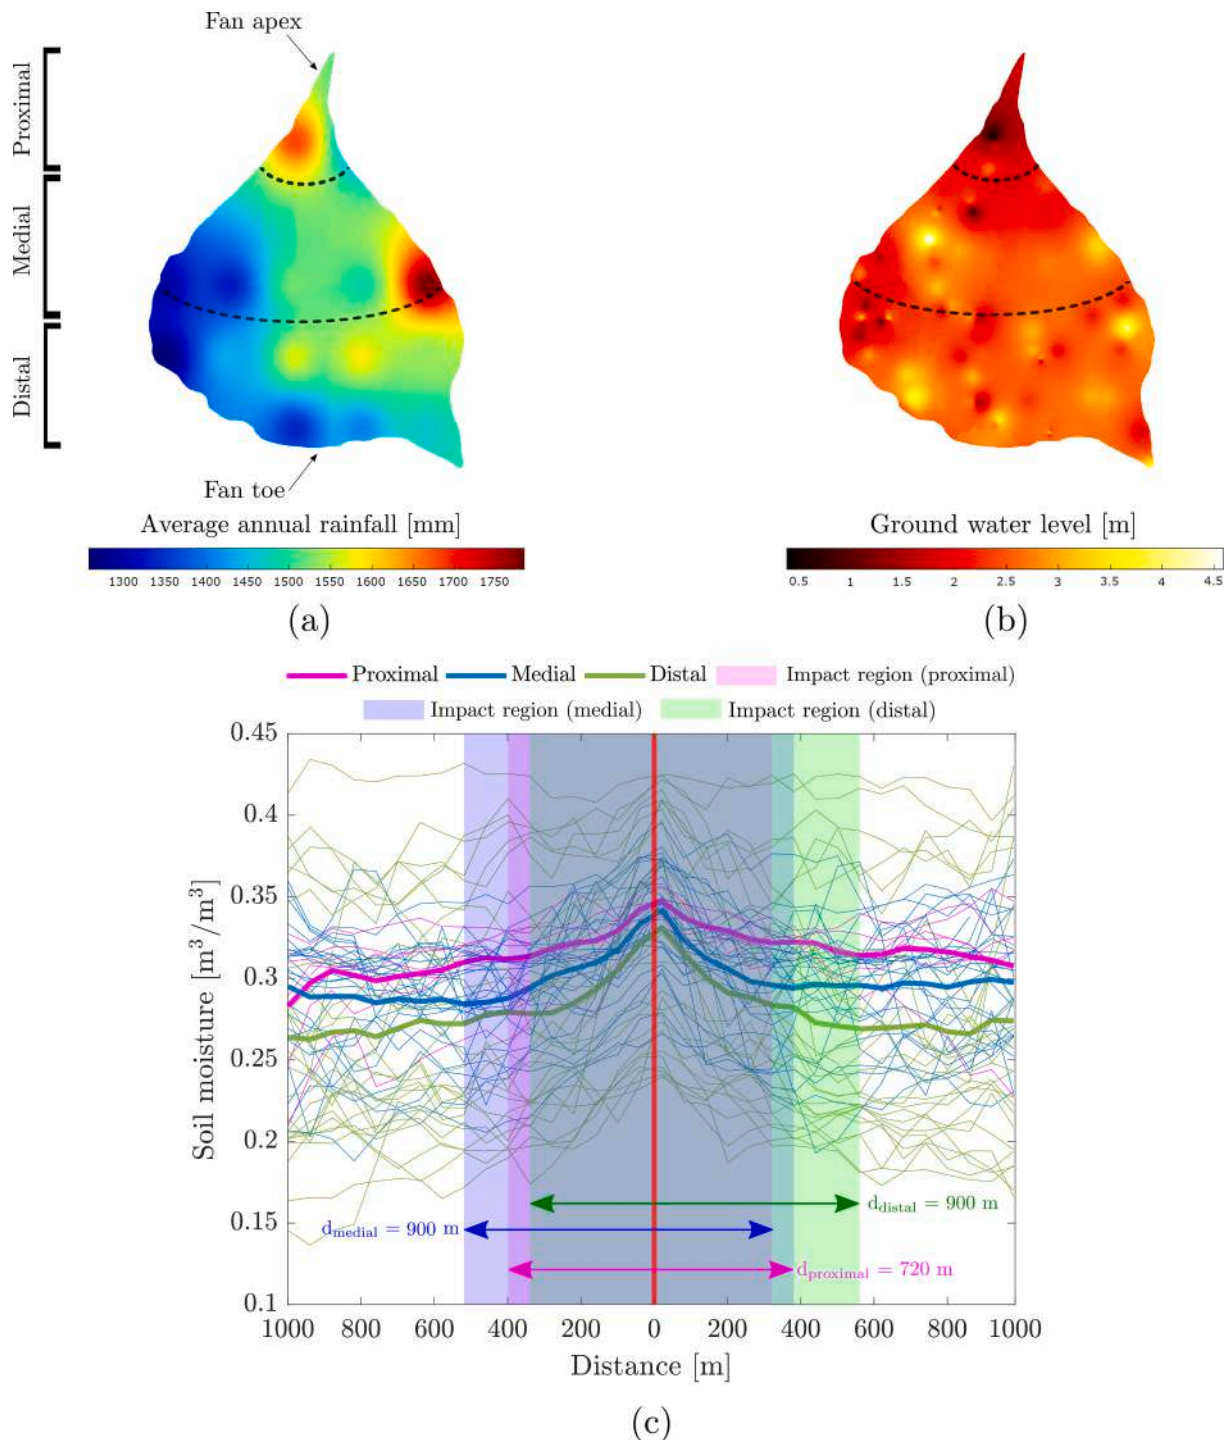 Fan apex
Proximal
Medial
Distal
Fan toe
Average annual rainfall [mm]
1300 1350 1400 1450 1500 1550 1600 1650 1700 1750
(a)
Ground water level [m]
0.5 1 1.5 2 2.5 3 3.5 4 4.5
(b)
Proximal Medial Distal Impact region (proximal)
Impact region (medial) Impact region (distal)
Soil moisture [m³/m³]
0.45
0.4
0.35
0.3
0.25
0.2
0.15
0.1
d_distal = 900 m
d_medial = 900 m
d_proximal = 720 m
1000 800 600 400 200 0 200 400 600 800 1000
Distance [m]
(c)